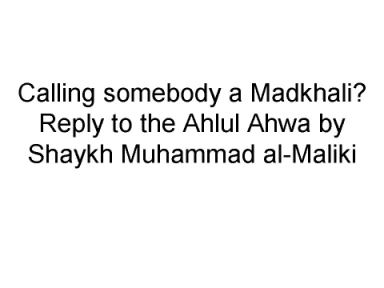 Calling somebody a Madkhali?
Reply to the Ahlul Ahwa by
Shaykh Muhammad al-Maliki